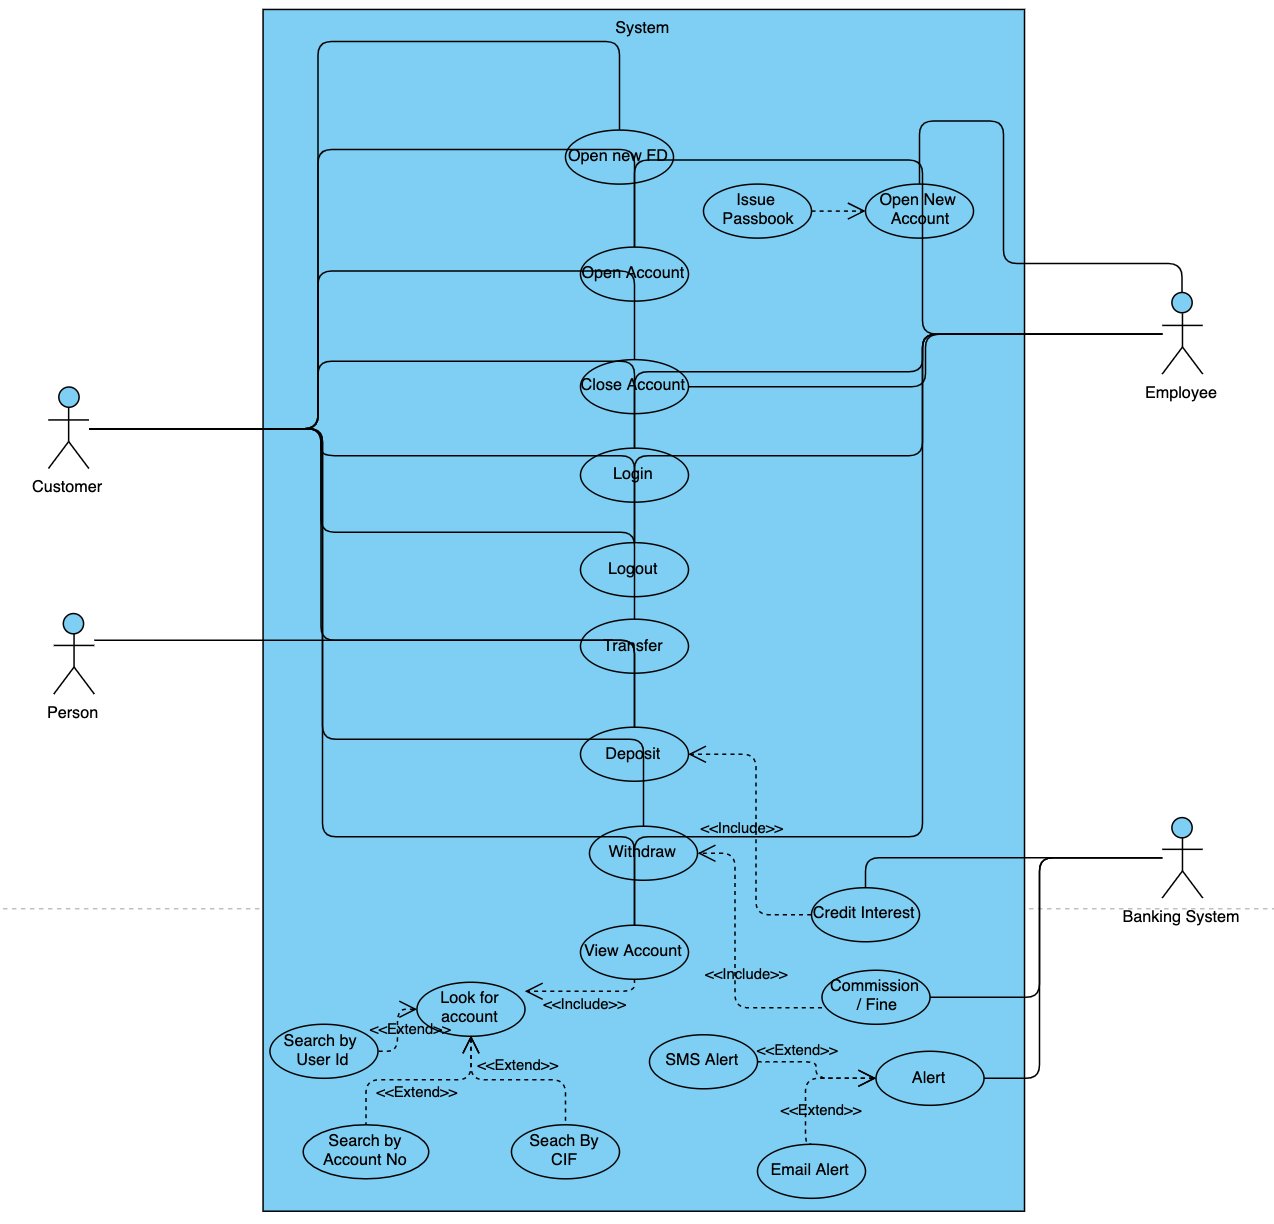 System
Open new FD
Issue
Passbook
Open New
Account
Open Account
Close Account
Employee
Customer
Login
Logout
Transfer
Person
Deposit
<<Include>>
Withdraw
Credit Interest
Banking System
View Account
<<Include>>
Commission
/ Fine
Look for
account
<<Include>>
<<Extend>>
Search by
User Id
SMS Alert
<<Extend>>
<<Extend>>
Alert
<<Extend>>
<<Extend>>
Search by
Account No
Seach By
CIF
Email Alert